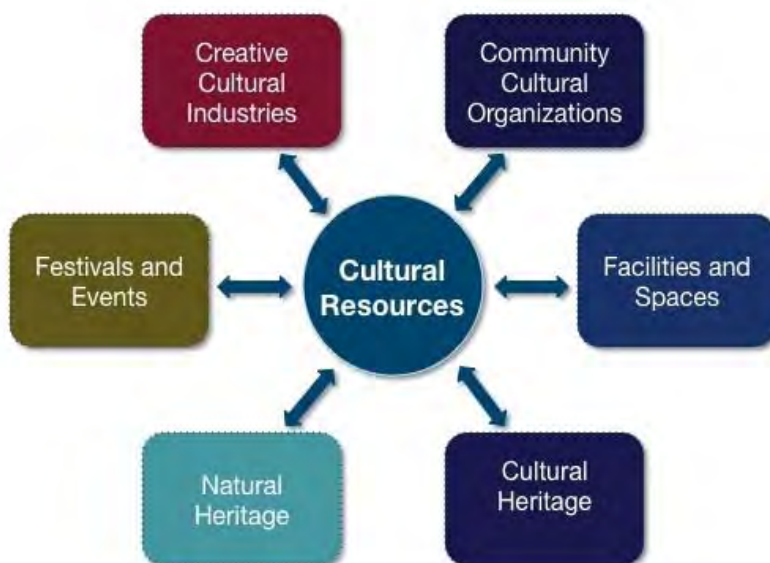 Creative
Cultural
Industries
Community
Cultural
Organizations
Festivals and
Events
Cultural
Resources
Facilities and
Spaces
Natural
Heritage
Cultural
Heritage